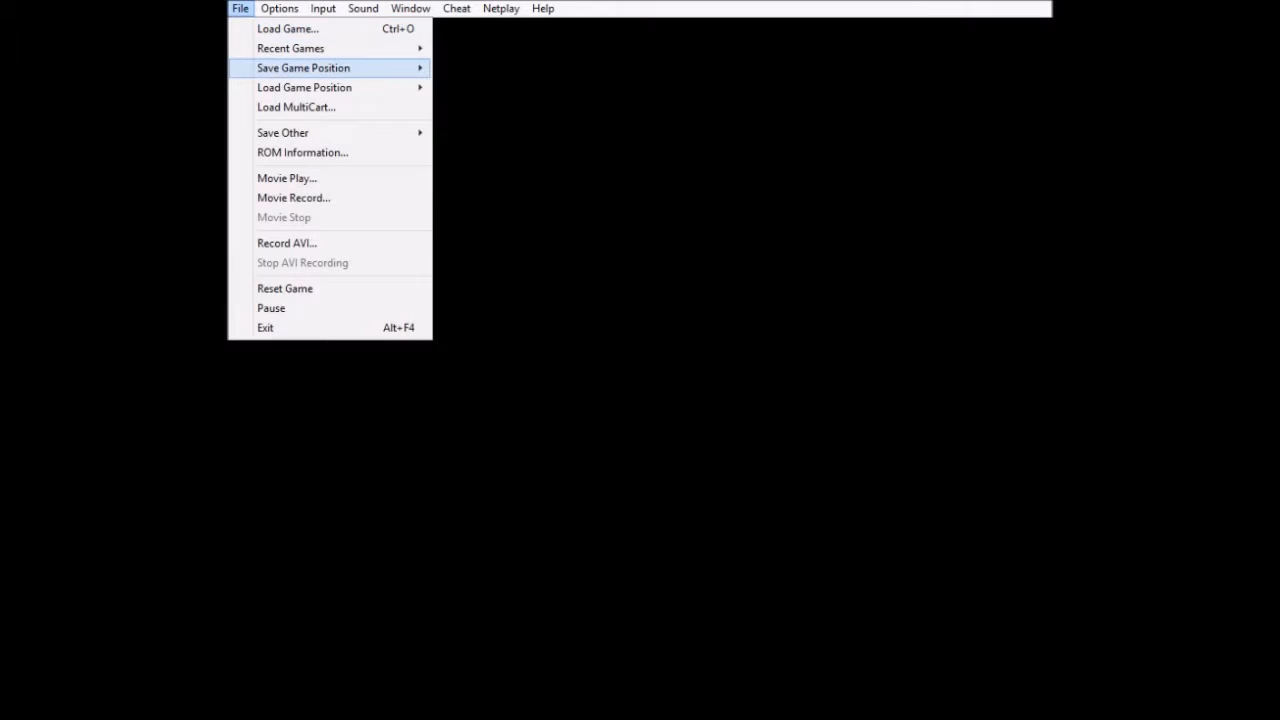 File Options Input Sound Window Cheat Netplay Help
Load Game... Ctrl+O
Recent Games
Save Game Position
Load Game Position
Load MultiCart...
Save Other
ROM Information...
Movie Play...
Movie Record...
Movie Stop
Record AVI...
Stop AVI Recording
Reset Game
Pause
Exit Alt+F4